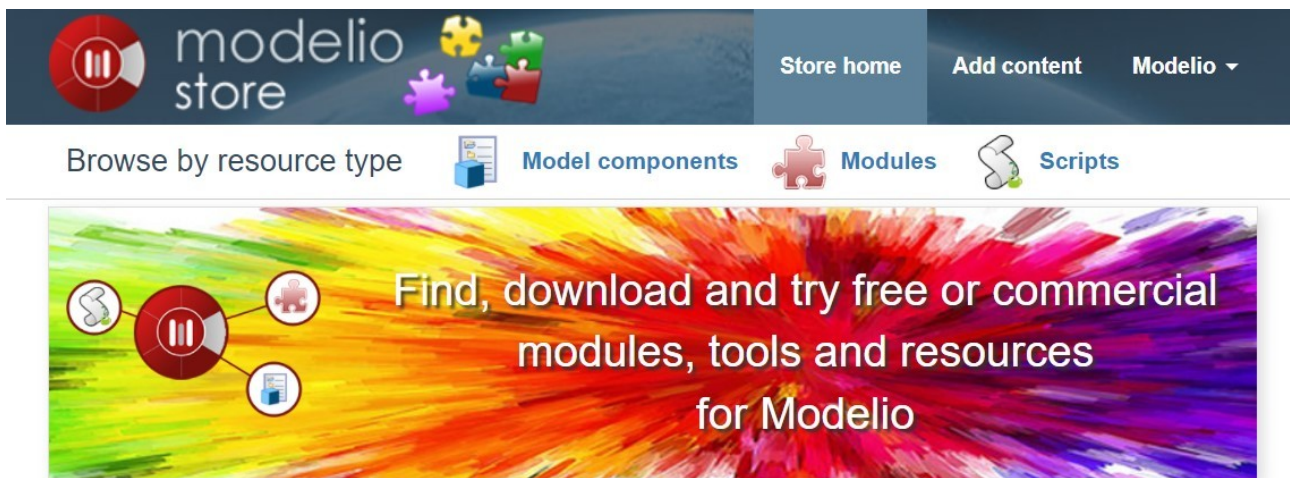 modelio
store
Store home Add content Modelio
Browse by resource type Model components Modules Scripts
Find, download and try free or commercial
modules, tools and resources
for Modelio